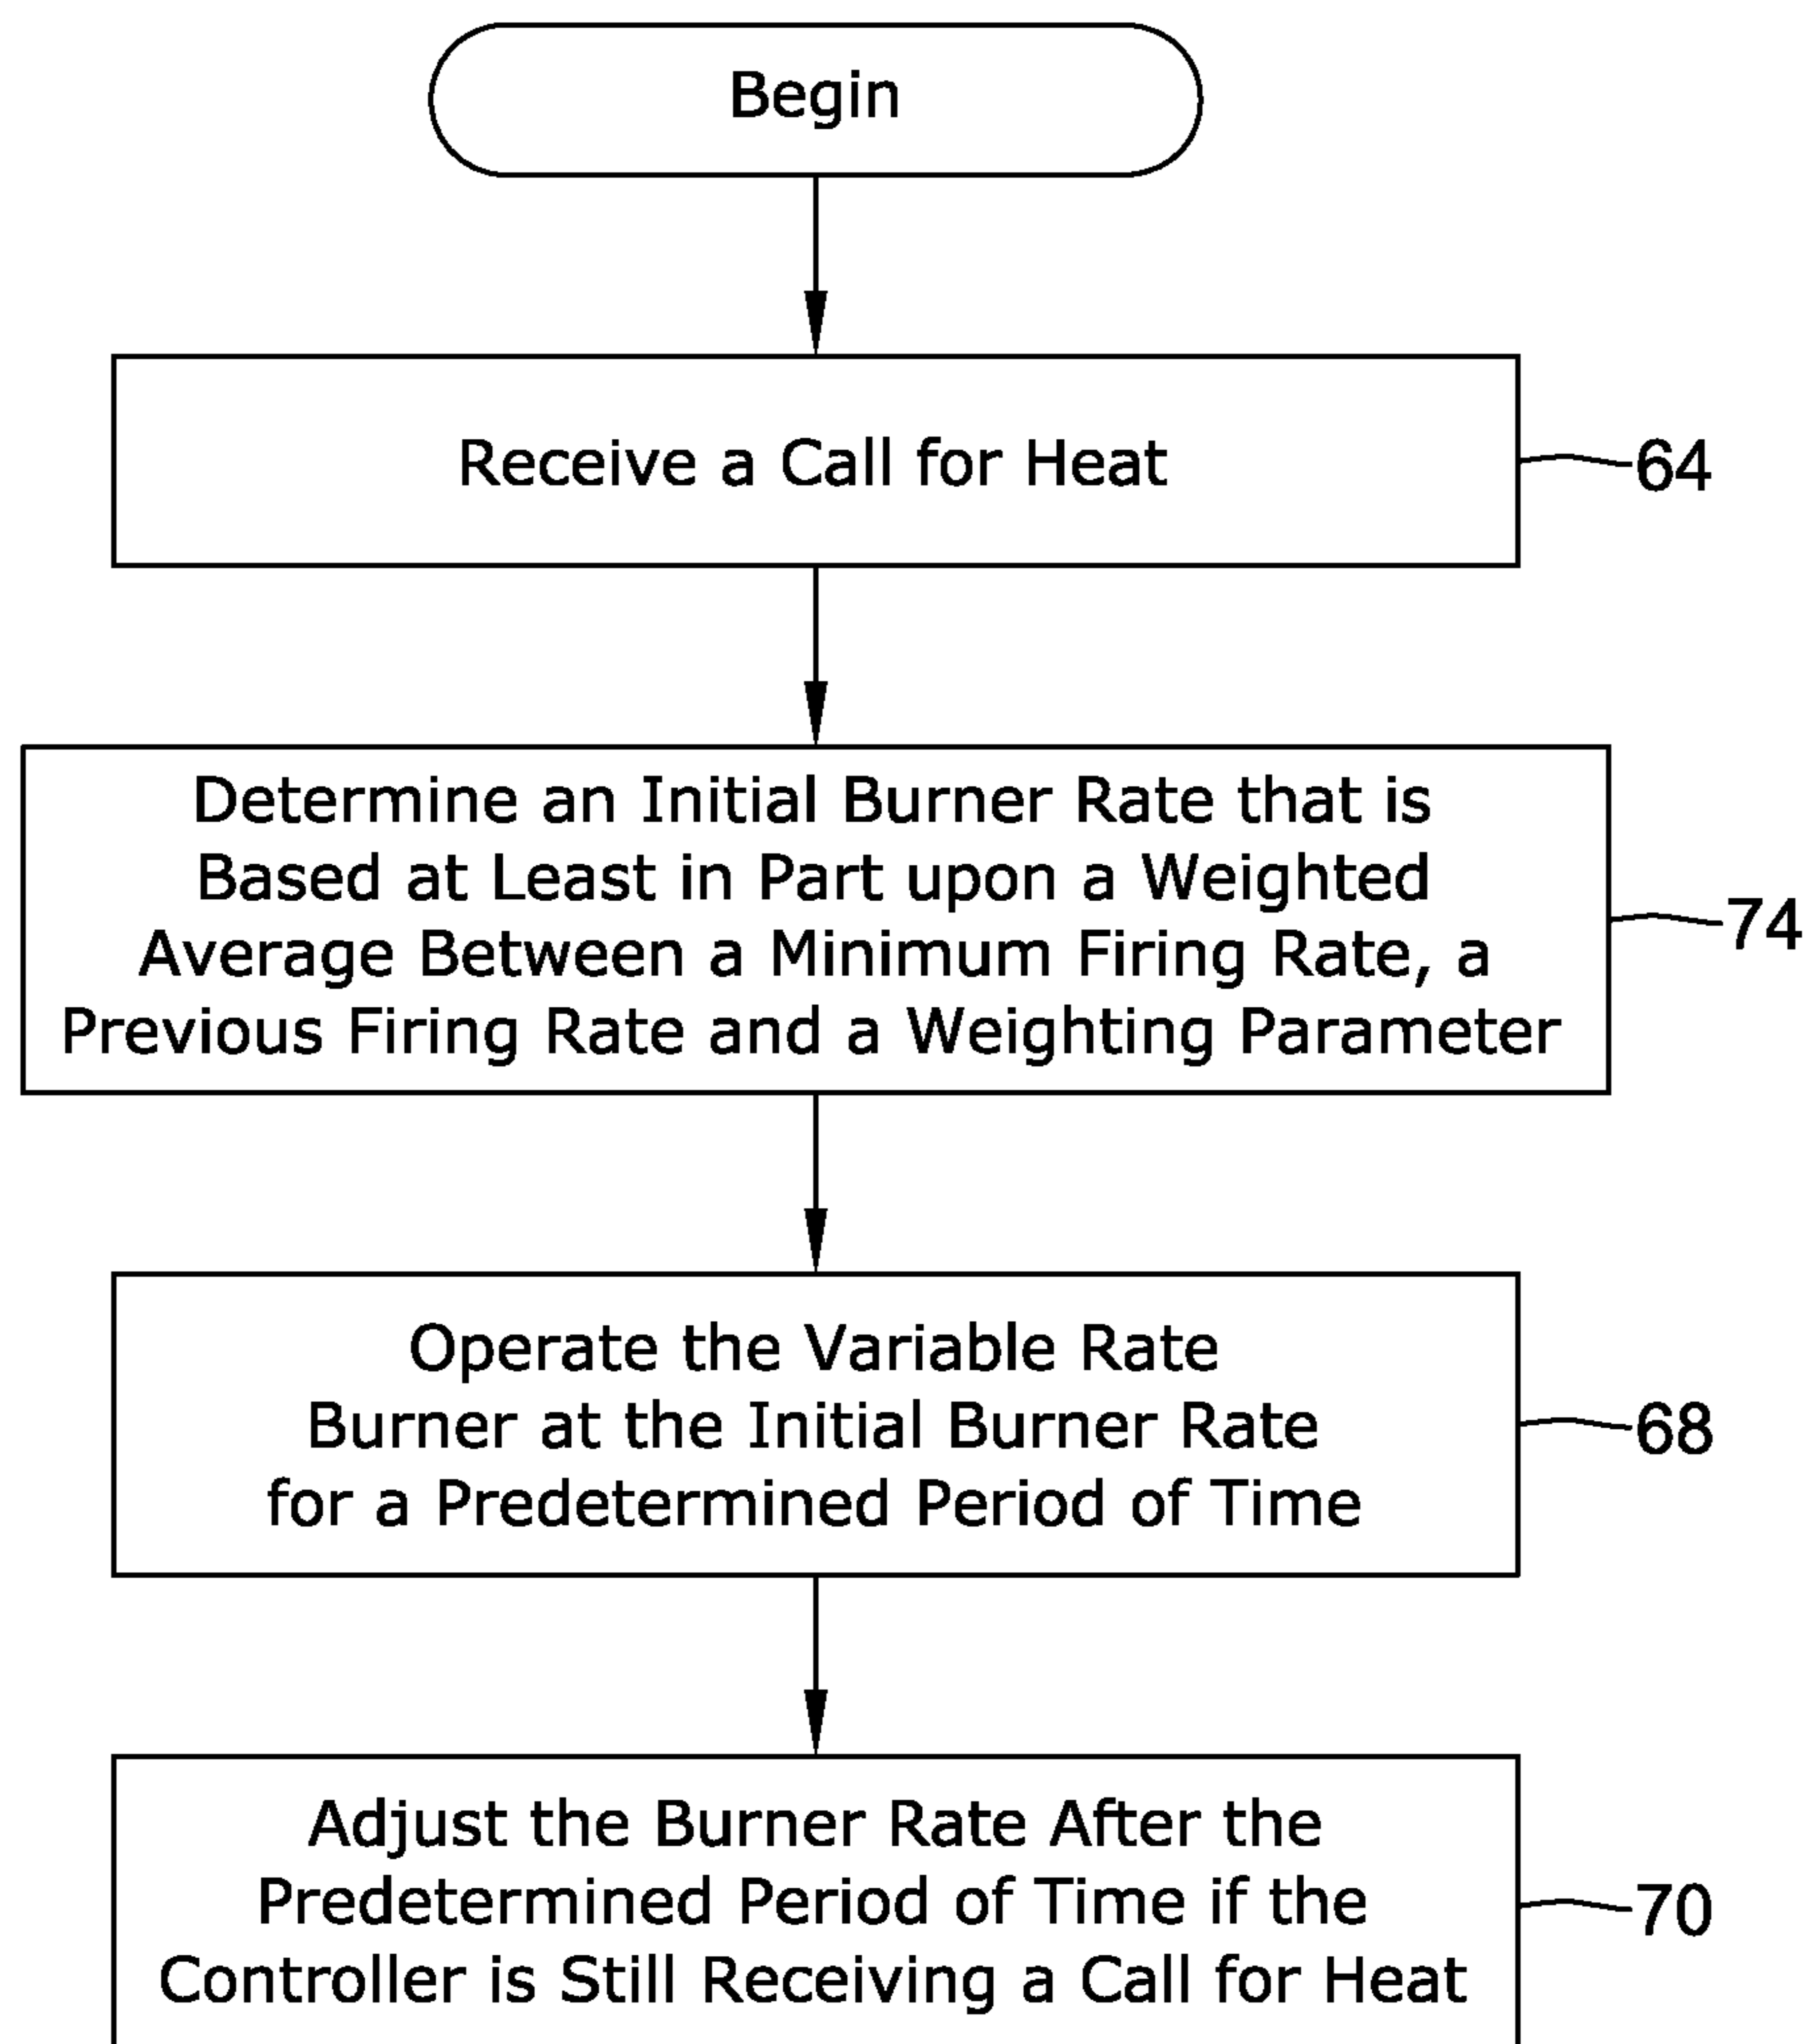 Begin
Receive a Call for Heat
64
Determine an Initial Burner Rate that is
Based at Least in Part upon a Weighted
Average Between a Minimum Firing Rate, a
Previous Firing Rate and a Weighting Parameter
74
Operate the Variable Rate
Burner at the Initial Burner Rate
for a Predetermined Period of Time
68
Adjust the Burner Rate After the
Predetermined Period of Time if the
Controller is Still Receiving a Call for Heat
70